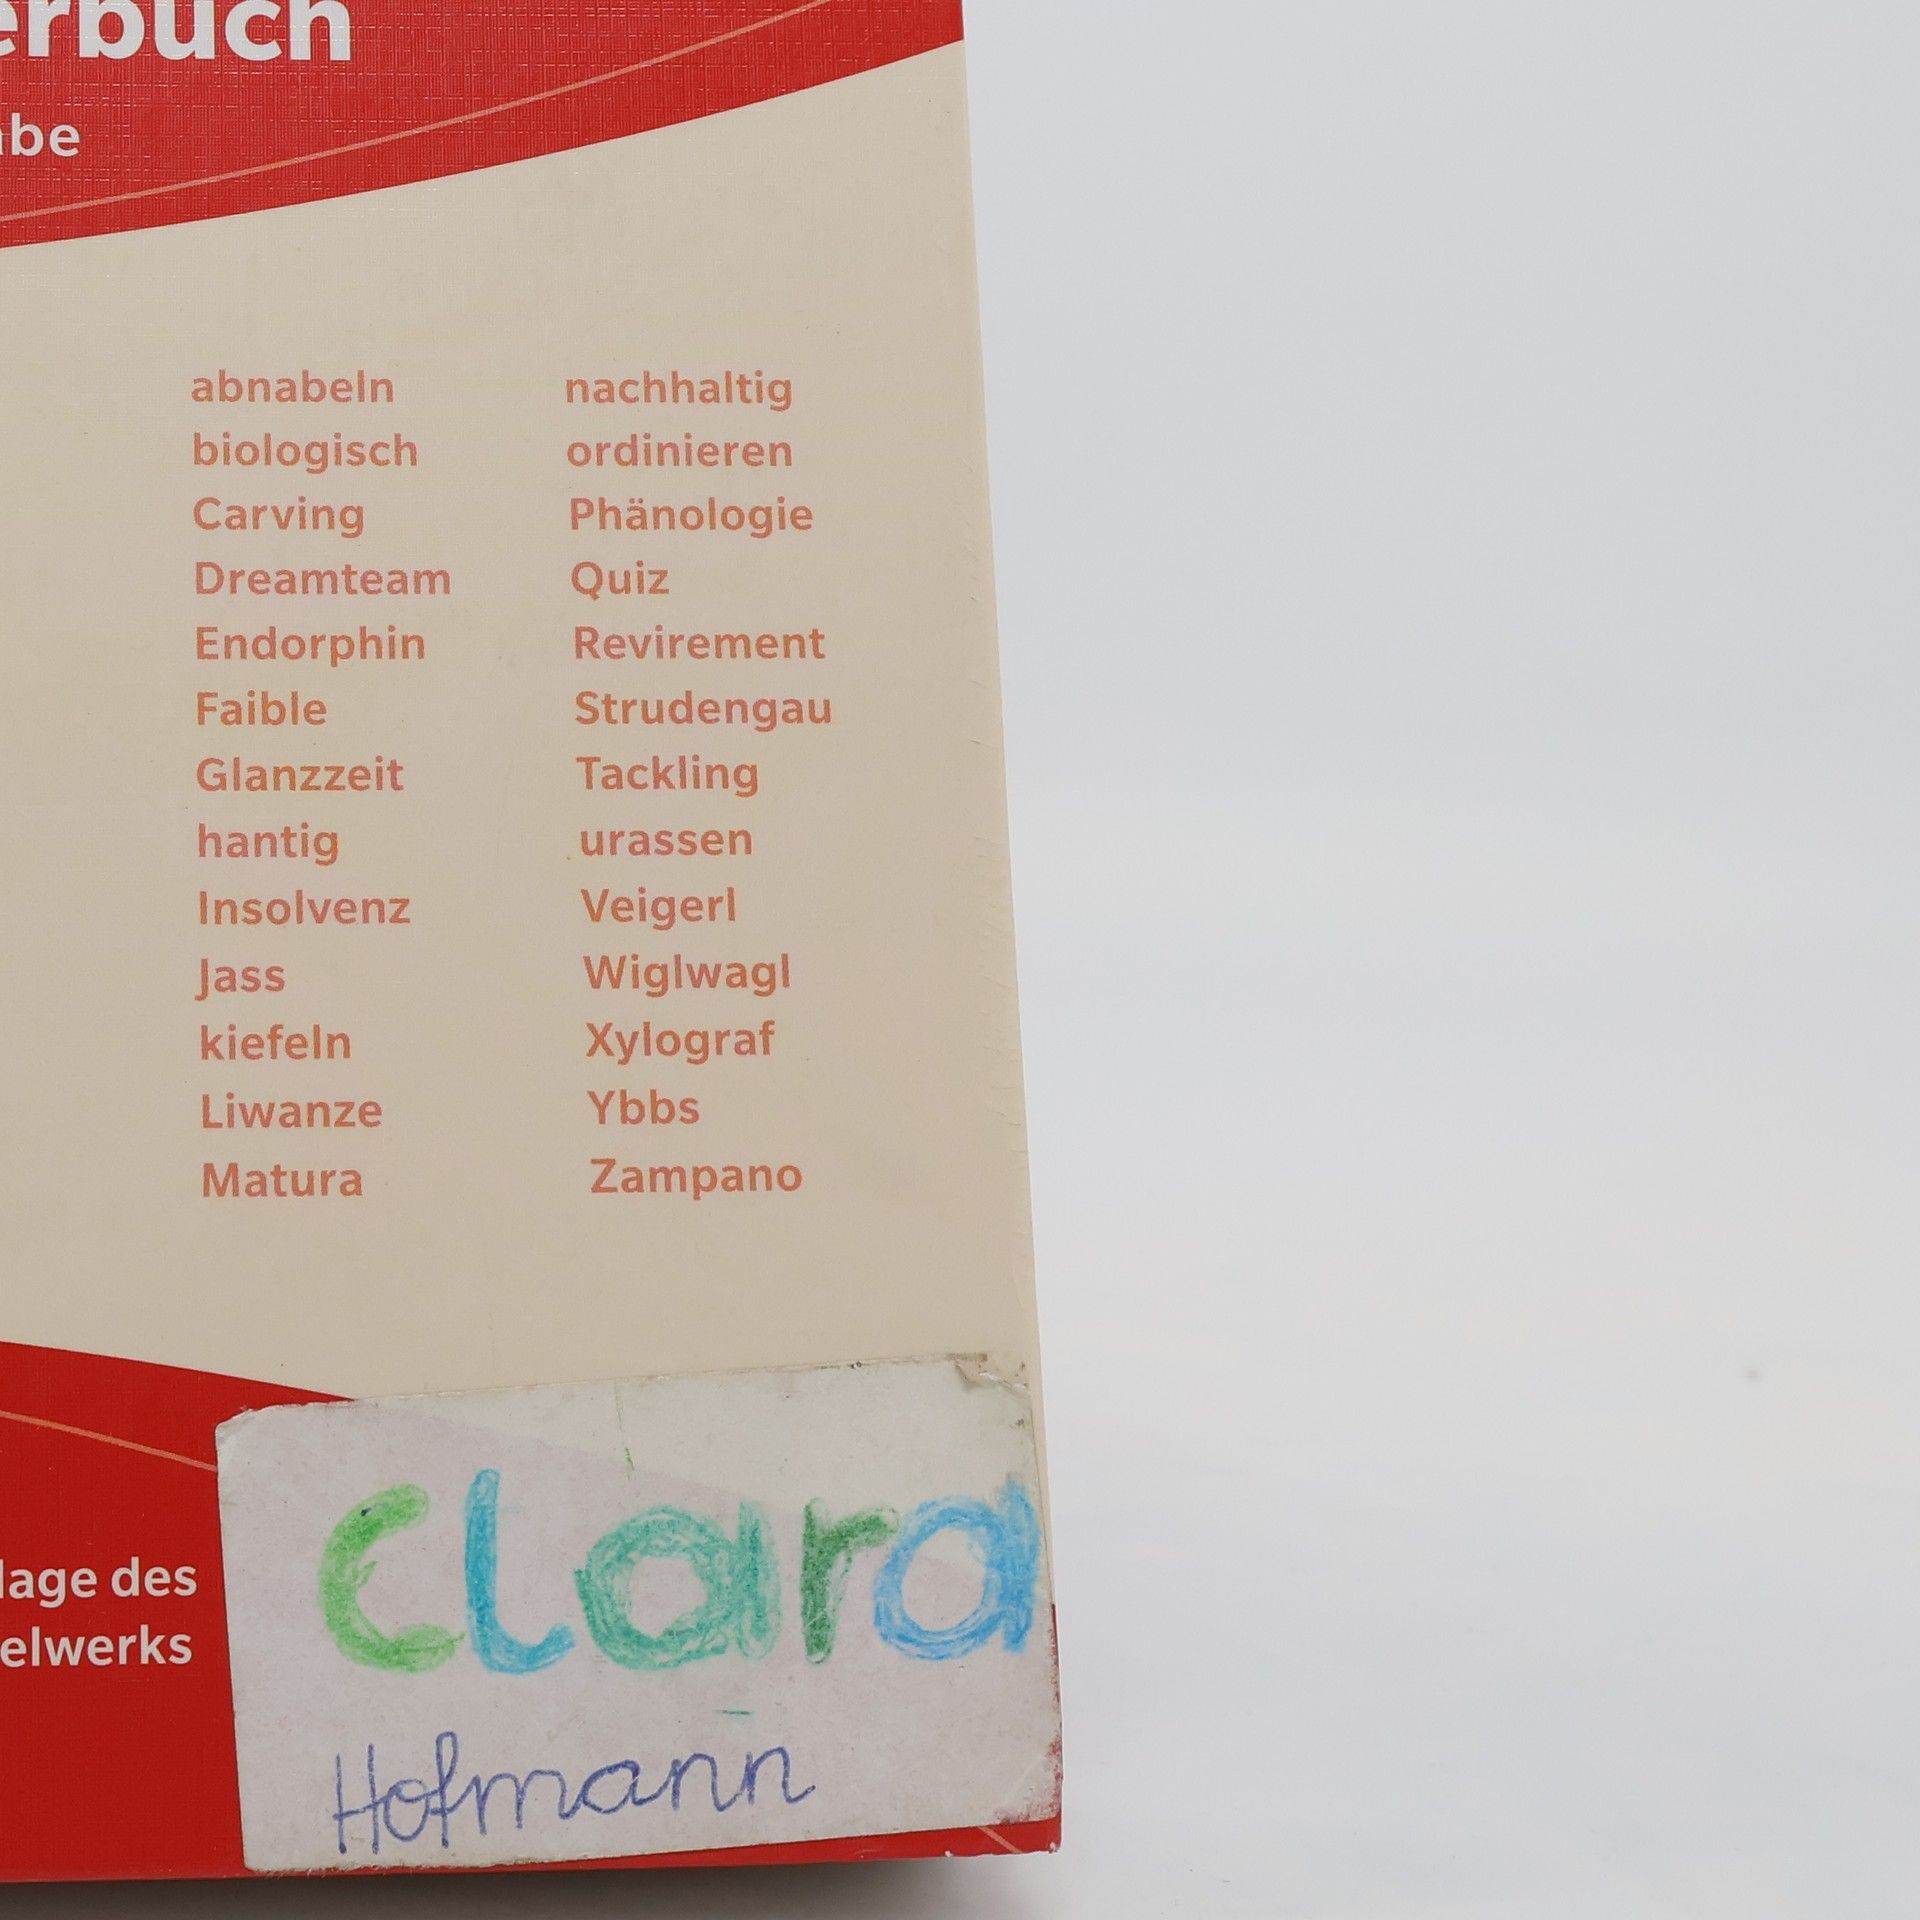 erbuch
abe
abnabeln
biologisch
Carving
Dreamteam
Endorphin
Faible
Glanzzeit
hantig
Insolvenz
Jass
kiefeln
Liwanze
Matura
nachhaltig
ordinieren
Phänologie
Quiz
Revirement
Strudengau
Tackling
urassen
Veigerl
Wiglwagl
Xylograf
Ybbs
Zampano
lage des
elwerks
clara
Hofmann